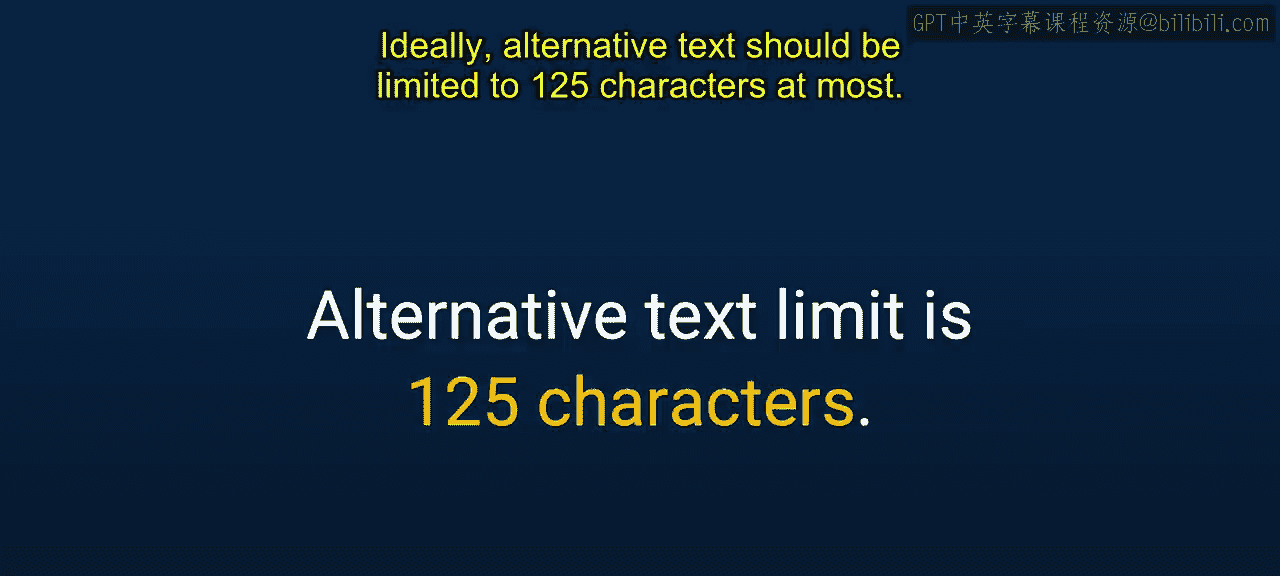 GPT中英字幕课程资源@bilibili.com
Ideally, alternative text should be
limited to 125 characters at most.
Alternative text limit is
125 characters.